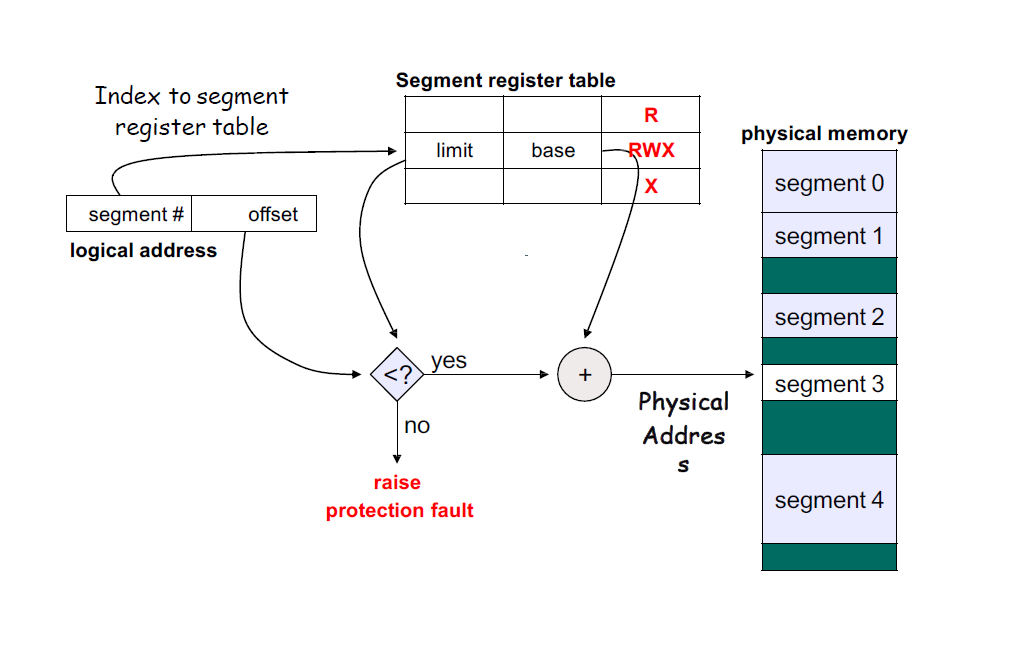 Segment register table
Index to segment
register table
R
limit base RWX
X
physical memory
segment 0
segment 1
segment 2
segment 3
segment 4
segment # offset
logical address
<?
yes
+
no
Physical
Addres
s
raise
protection fault